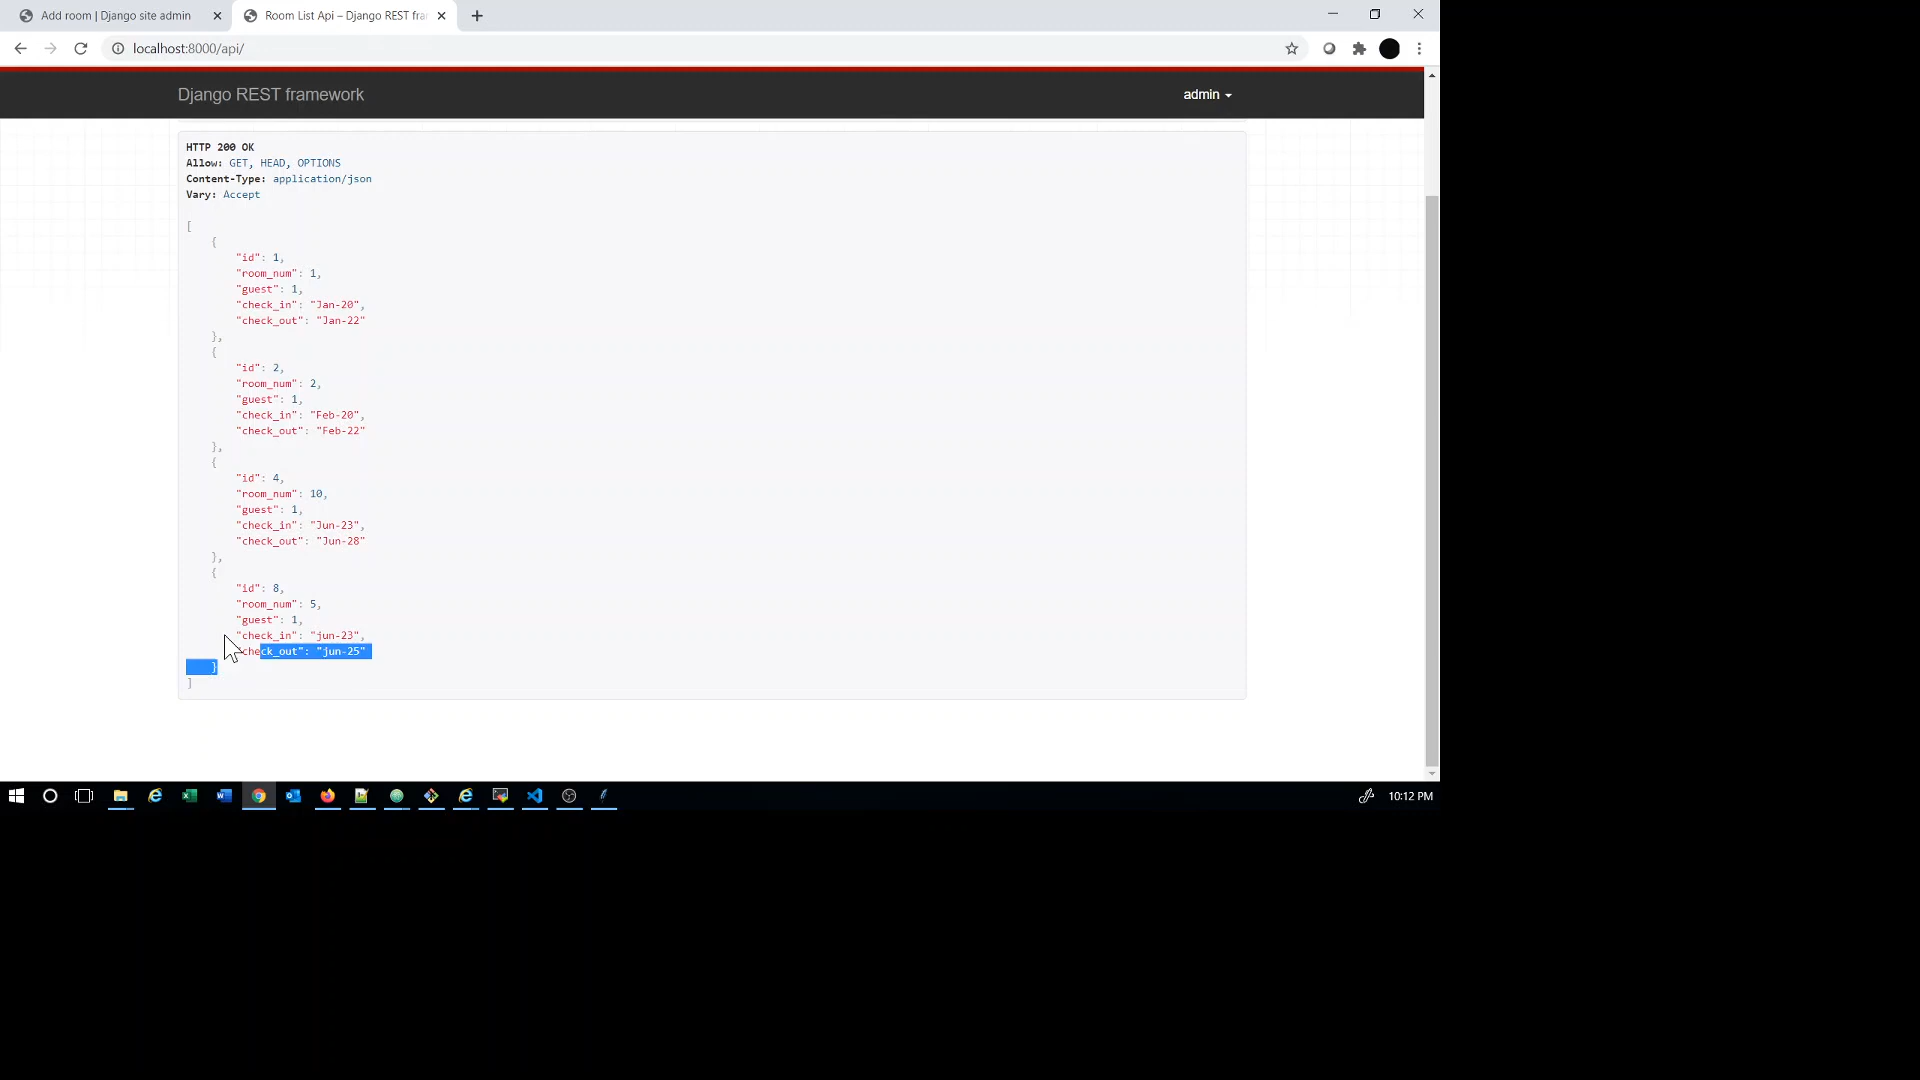 Add room | Django site admin
Room List Api – Django REST fra
localhost:8000/api/
Django REST framework
admin
HTTP 200 OK
Allow: GET, HEAD, OPTIONS
Content-Type: application/json
Vary: Accept
[
{
"id": 1,
"room_num": 1,
"guest": 1,
"check_in": "Jan-20",
"check_out": "Jan-22"
},
{
"id": 2,
"room_num": 2,
"guest": 1,
"check_in": "Feb-20",
"check_out": "Feb-22"
},
{
"id": 4,
"room_num": 10,
"guest": 1,
"check_in": "Jun-23",
"check_out": "Jun-28"
},
{
"id": 8,
"room_num": 5,
"guest": 1,
"check_in": "jun-23",
"check_out": "jun-25"
}
]
10:12 PM